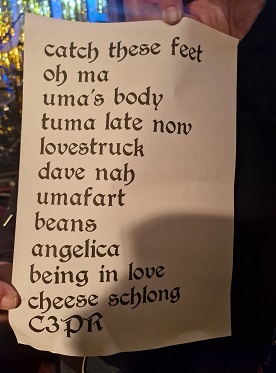 catch these feet
oh ma
uma's body
tuma late now
lovestruck
dave nah
umafart
beans
angelica
being in love
cheese schlong
C3PR